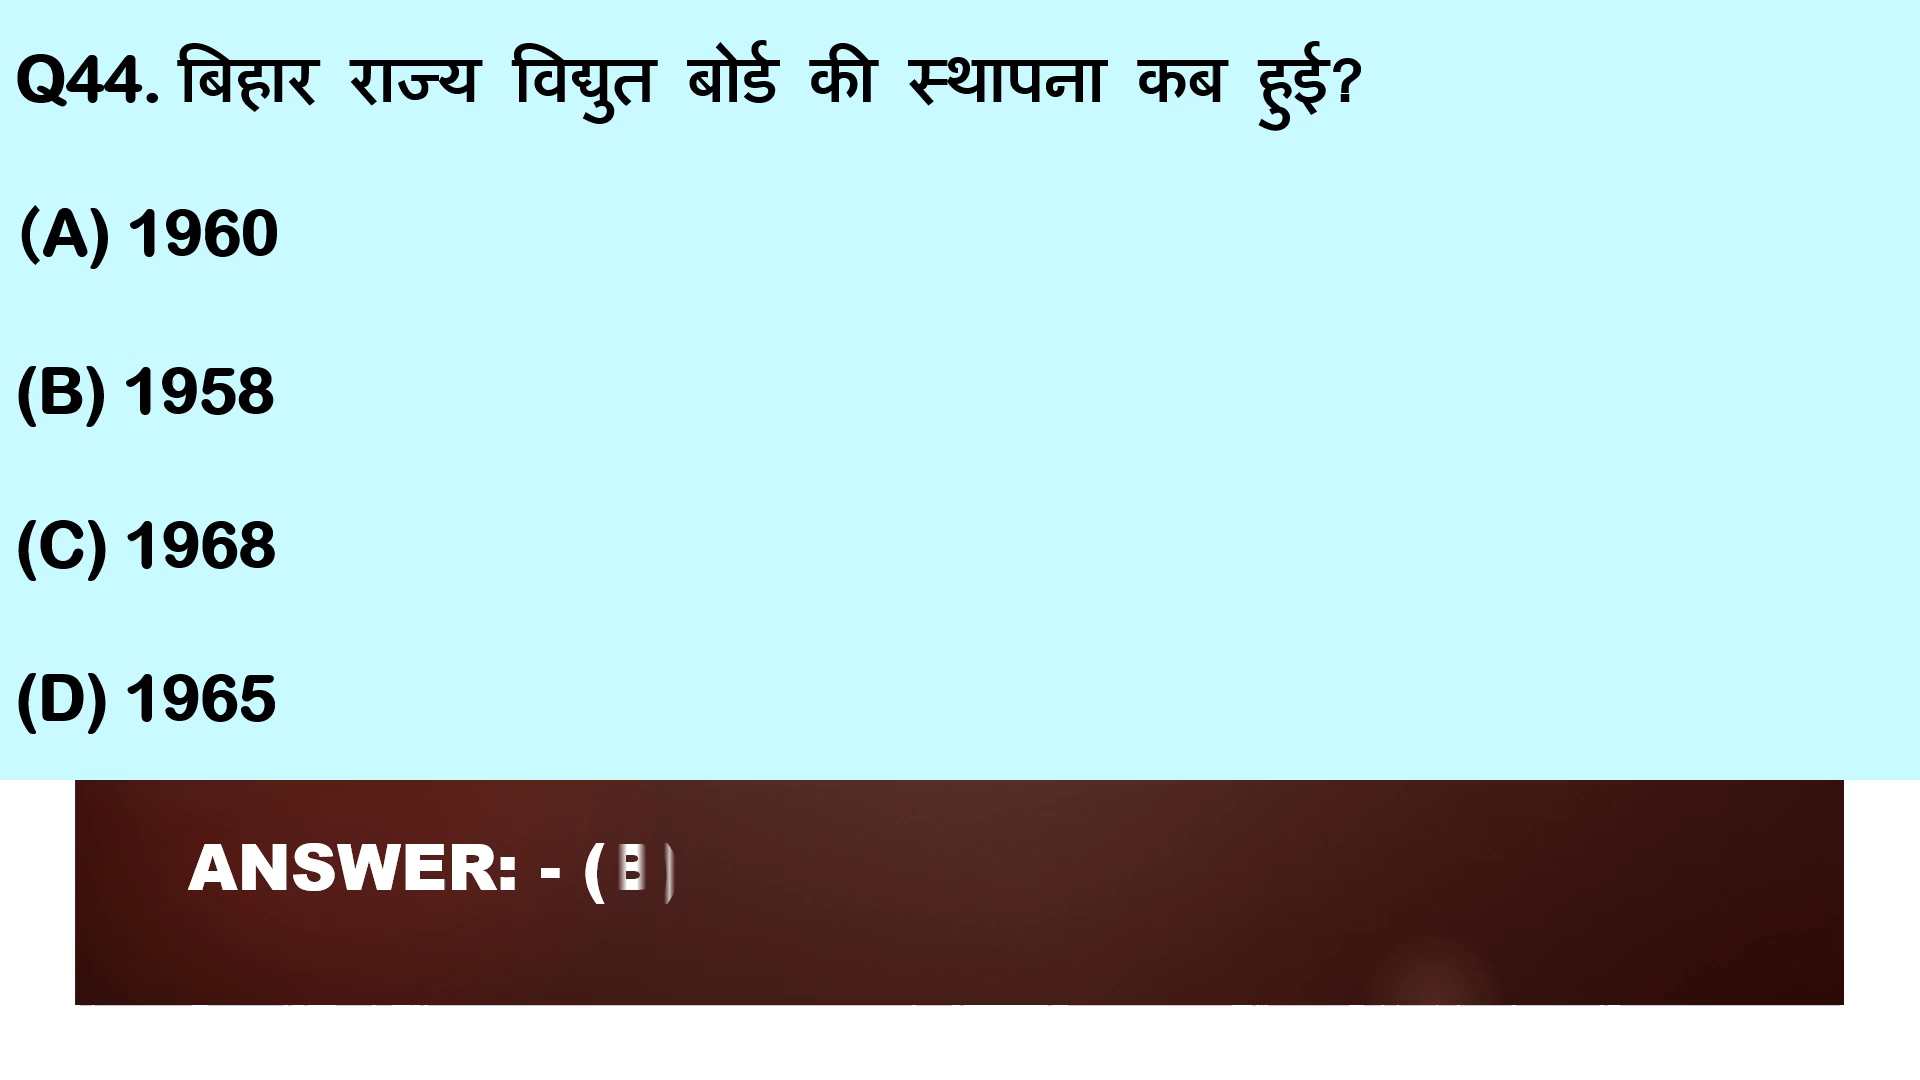 Q44. बिहार राज्य विद्युत बोर्ड की स्थापना कब हुई?
(A) 1960
(B) 1958
(C) 1968
(D) 1965
ANSWER: - (B)